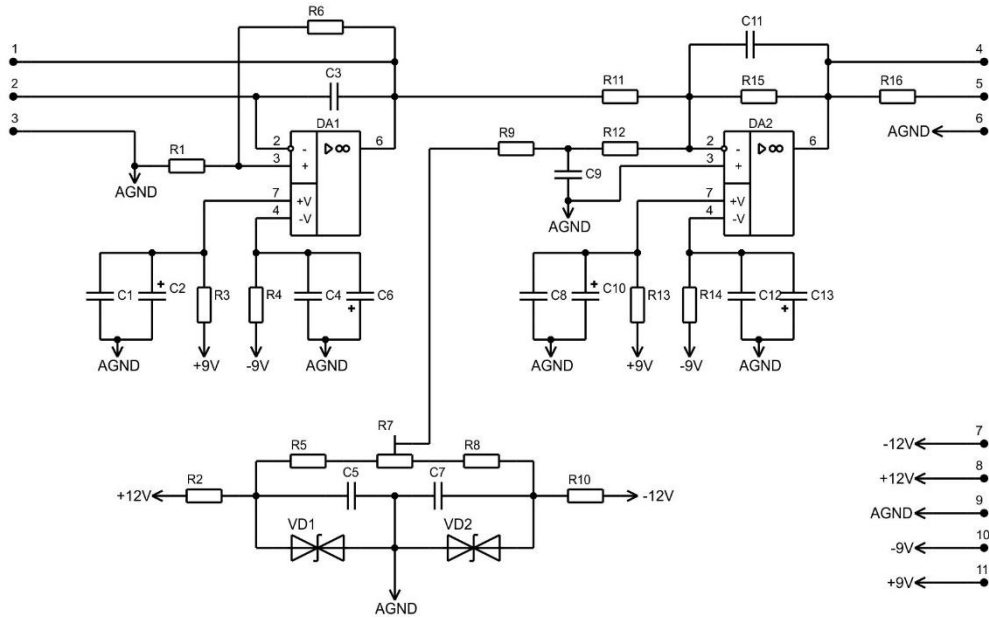 R6
C11
1
4
C3
R11
R15
R16
2
5
3
DA1
DA2
6
AGND
R1
2 - ▷∞ 6
3 +
R9
R12
2 - ▷∞ 6
3 +
AGND
C9
7 +V
4 -V
AGND
7 +V
4 -V
C1
C2
+
R3
R4
C4
C6
+
C8
C10
+
R13
R14
C12
C13
+
AGND
+9V
-9V
AGND
AGND
+9V
-9V
AGND
R7
R5
R8
-12V
7
R2
C5
C7
R10
+12V
8
+12V
-12V
AGND
9
VD1
VD2
-9V
10
+9V
11
AGND